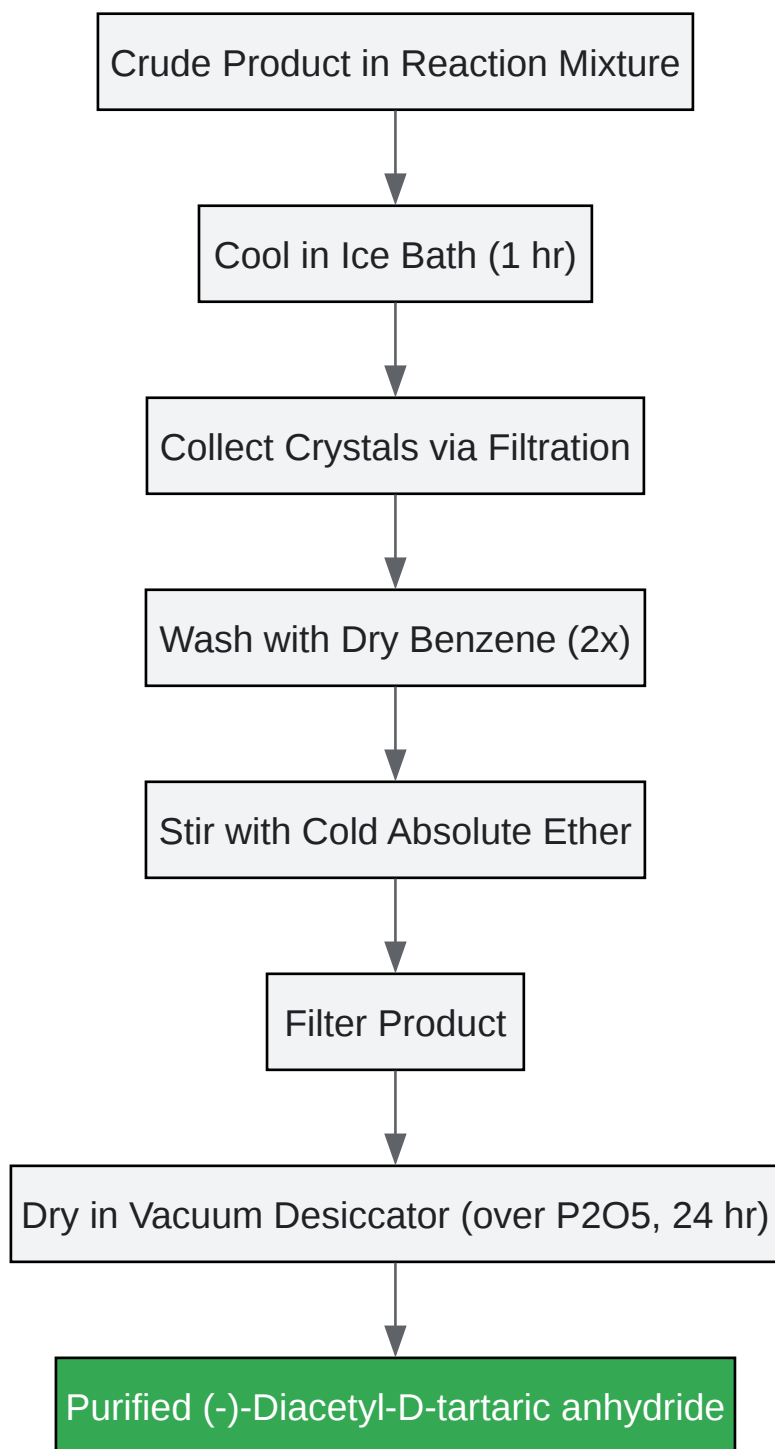 Crude Product in Reaction Mixture
Cool in Ice Bath (1 hr)
Collect Crystals via Filtration
Wash with Dry Benzene (2x)
Stir with Cold Absolute Ether
Filter Product
Dry in Vacuum Desiccator (over P2O5, 24 hr)
Purified (-)-Diacetyl-D-tartaric anhydride